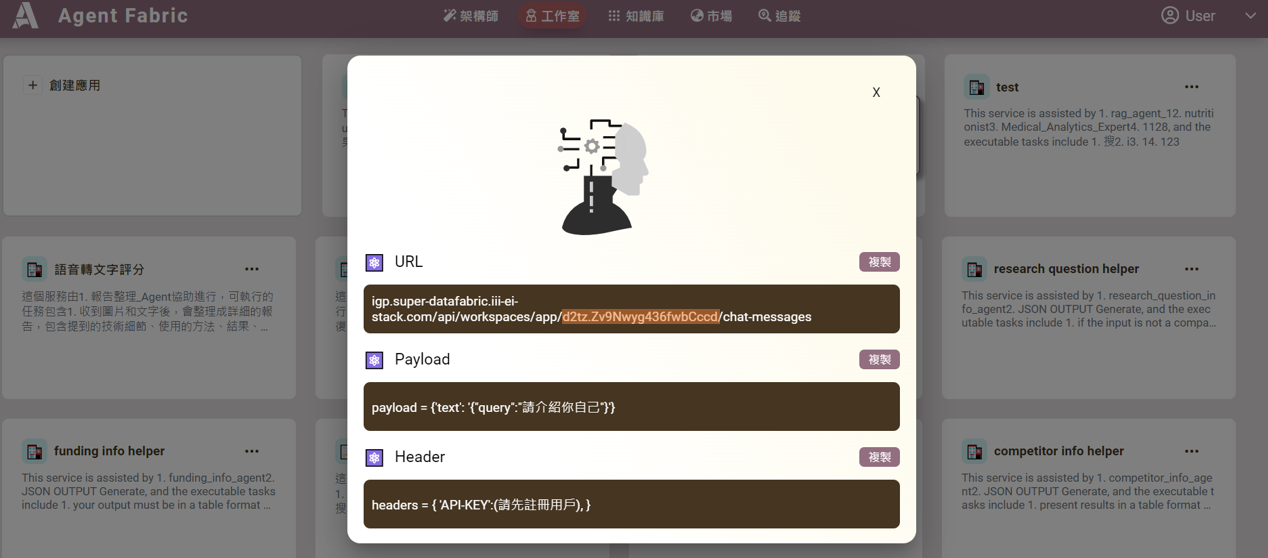 Agent Fabric
架構師
工作室
知識庫
市場
追蹤
User
+ 創建應用
test
This service is assisted by 1. rag_agent_12. nutriti
onist3. Medical_Analytics_Expert4. 1128, and the
executable tasks include 1. 搜2. i3. 14. 123
X
URL
複製
igp.super-datafabric.iii-ei-
stack.com/api/workspaces/app/d2tz.Zv9Nwyg436fwbCccd/chat-messages
Payload
複製
payload = {'text': '{"query":"請介紹你自己"}'}
Header
複製
headers = { 'API-KEY':(請先註冊用戶), }
語音轉文字評分
這個服務由1. 報告整理_Agent協助進行，可執行的
任務包含1. 收到圖片和文字後，會整理成詳細的報
告，包含提到的技術細節、使用的方法、結果、...
research question helper
This service is assisted by 1. research_question_in
fo_agent2. JSON OUTPUT Generate, and the exec
utable tasks include 1. if the input is not a compa...
funding info helper
This service is assisted by 1. funding_info_agent2.
JSON OUTPUT Generate, and the executable tasks
include 1. your output must be in a table format ...
competitor info helper
This service is assisted by 1. competitor_info_age
nt2. JSON OUTPUT Generate, and the executable t
asks include 1. present results in a table format ...